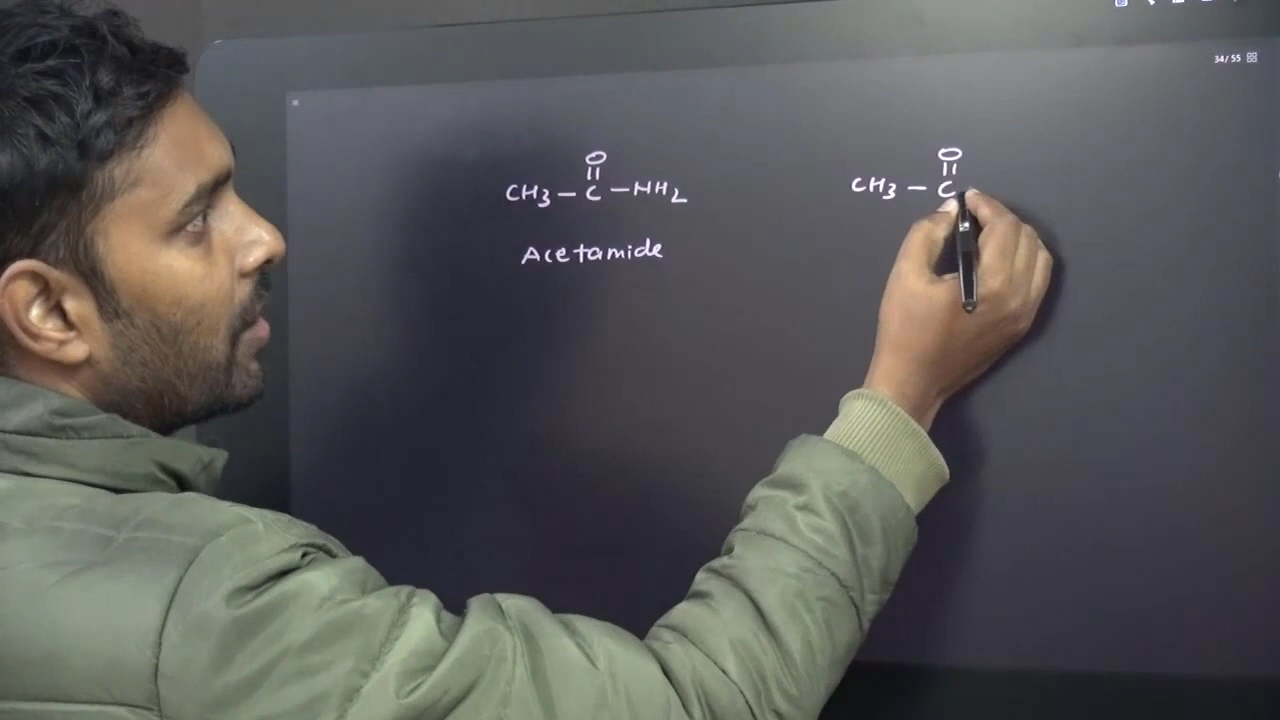 34/55
O O
|| ||
CH3 – C – NH2 CH3 – C
Acetamide